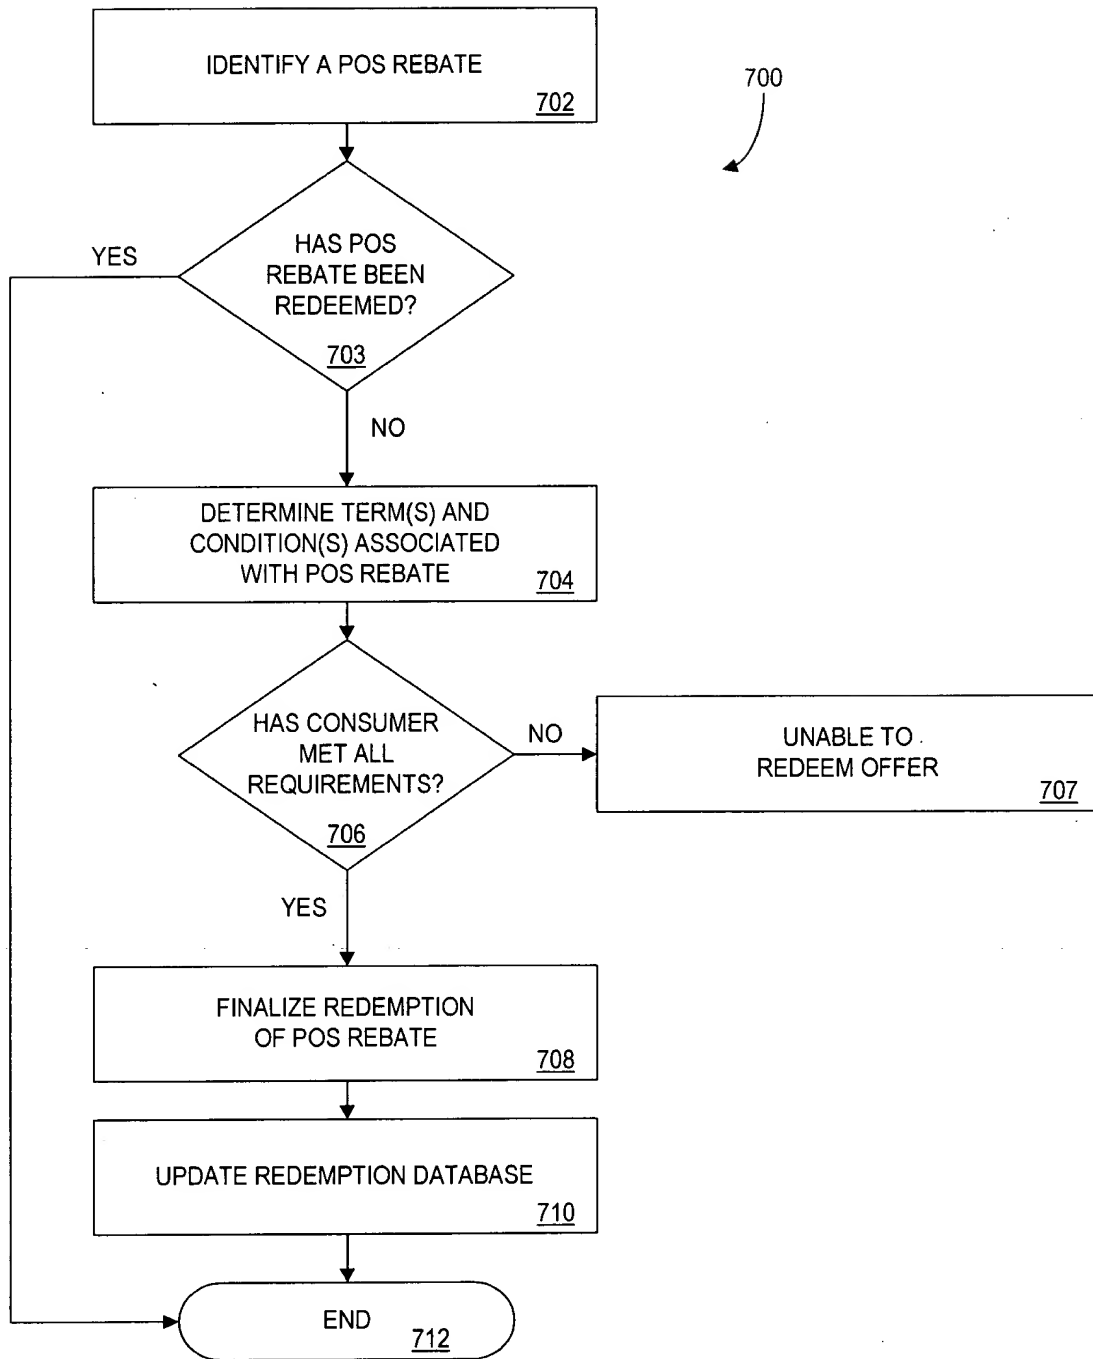 IDENTIFY A POS REBATE
702
700
YES
HAS POS
REBATE BEEN
REDEEMED?
703
NO
DETERMINE TERM(S) AND
CONDITION(S) ASSOCIATED
WITH POS REBATE
704
HAS CONSUMER
MET ALL
REQUIREMENTS?
706
NO
UNABLE TO
REDEEM OFFER
707
YES
FINALIZE REDEMPTION
OF POS REBATE
708
UPDATE REDEMPTION DATABASE
710
END
712